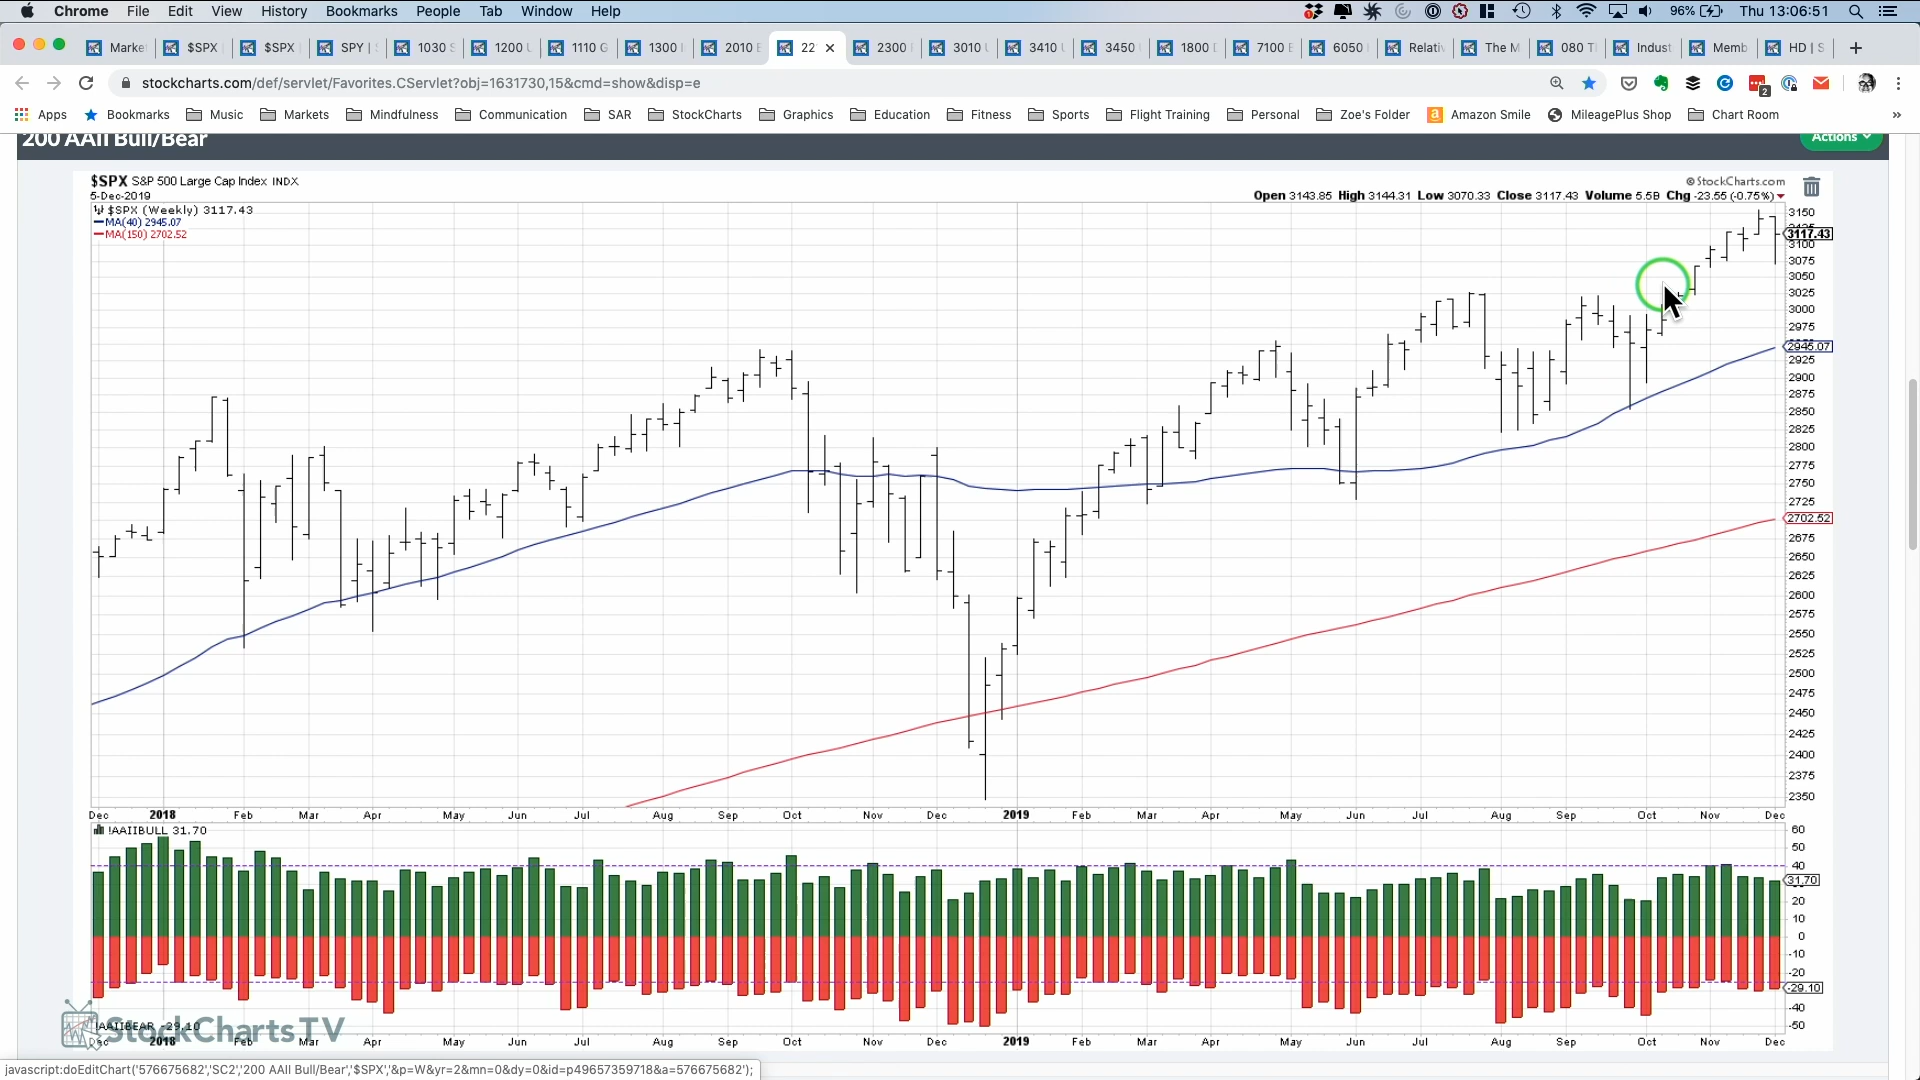 Chrome File Edit View History Bookmarks People Tab Window Help 96% Thu 13:06:51
Marke $SPX $SPX SPY | 1030 S 1200 U 1110 G 1300 2010 E 22 2300 3010 3410 3450 1800 7100 E 6050 Relativ The M 080 T Indust Memb HD | S
stockcharts.com/def/servlet/Favorites.CServlet?obj=1631730,15&cmd=show&disp=e 2
Apps Bookmarks Music Markets Mindfulness Communication SAR StockCharts Graphics Education Fitness Sports Flight Training Personal Zoe's Folder Amazon Smile MileagePlus Shop Chart Room »
200 AAII Bull/Bear Actions
$SPX S&P 500 Large Cap Index INDX © StockCharts.com
5-Dec-2019 Open 3143.85 High 3144.31 Low 3070.33 Close 3117.43 Volume 5.5B Chg -23.55 (-0.75%)
$SPX (Weekly) 3117.43
MA(40) 2945.07
MA(150) 2702.52
3150
3117.43
3100
3075
3050
3025
3000
2975
2945.07
2925
2900
2875
2850
2825
2800
2775
2750
2725
2702.52
2675
2650
2625
2600
2575
2550
2525
2500
2475
2450
2425
2400
2375
2350
Dec 2018 Feb Mar Apr May Jun Jul Aug Sep Oct Nov Dec 2019 Feb Mar Apr May Jun Jul Aug Sep Oct Nov Dec
!AAIIBULL 31.70
60
50
40
31.70
20
10
0
-10
-20
-29.10
-40
-50
!AAIIBEAR -29.10
StockCharts TV
Dec 2018 Feb Mar Apr May Jun Jul Aug Sep Oct Nov Dec 2019 Feb Mar Apr May Jun Jul Aug Sep Oct Nov Dec
javascript:doEditChart('576675682','SC2','200 AAII Bull/Bear','$SPX','&p=W&yr=2&mn=0&dy=0&id=p49657359718&a=576675682');